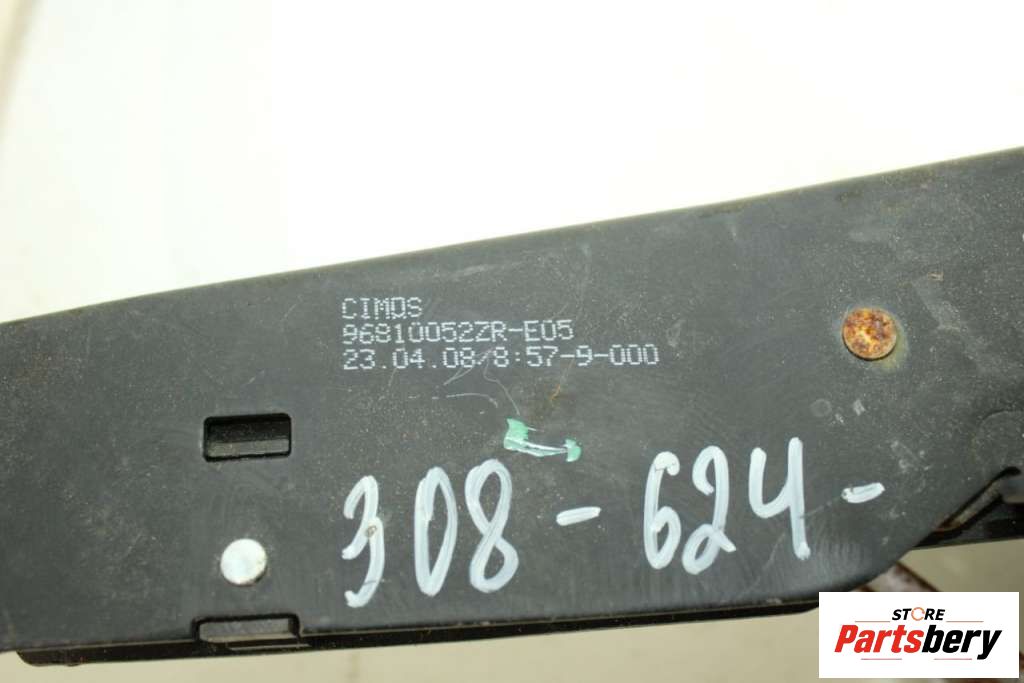 CIMOS
96810052ZR-E05
23.04.08/8:57-9-000
308-624-
STORE
Partsbery